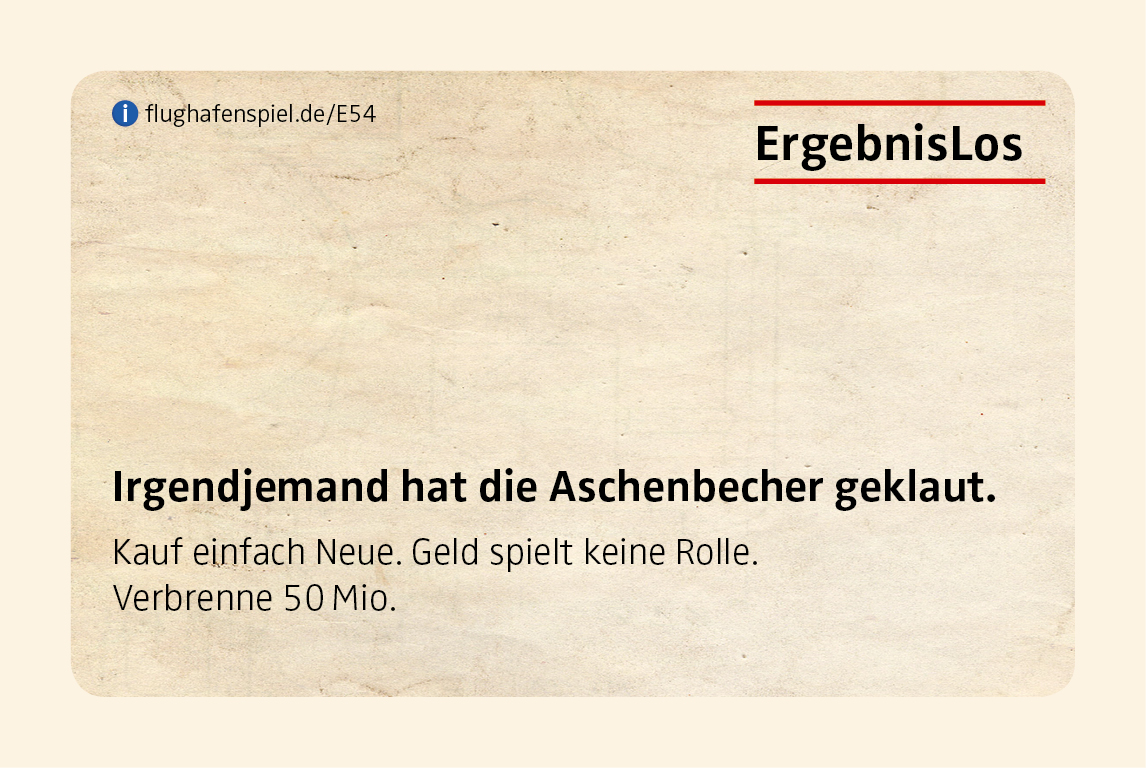 i flughafenspiel.de/E54
ErgebnisLos
Irgendjemand hat die Aschenbecher geklaut.
Kauf einfach Neue. Geld spielt keine Rolle.
Verbrenne 50 Mio.